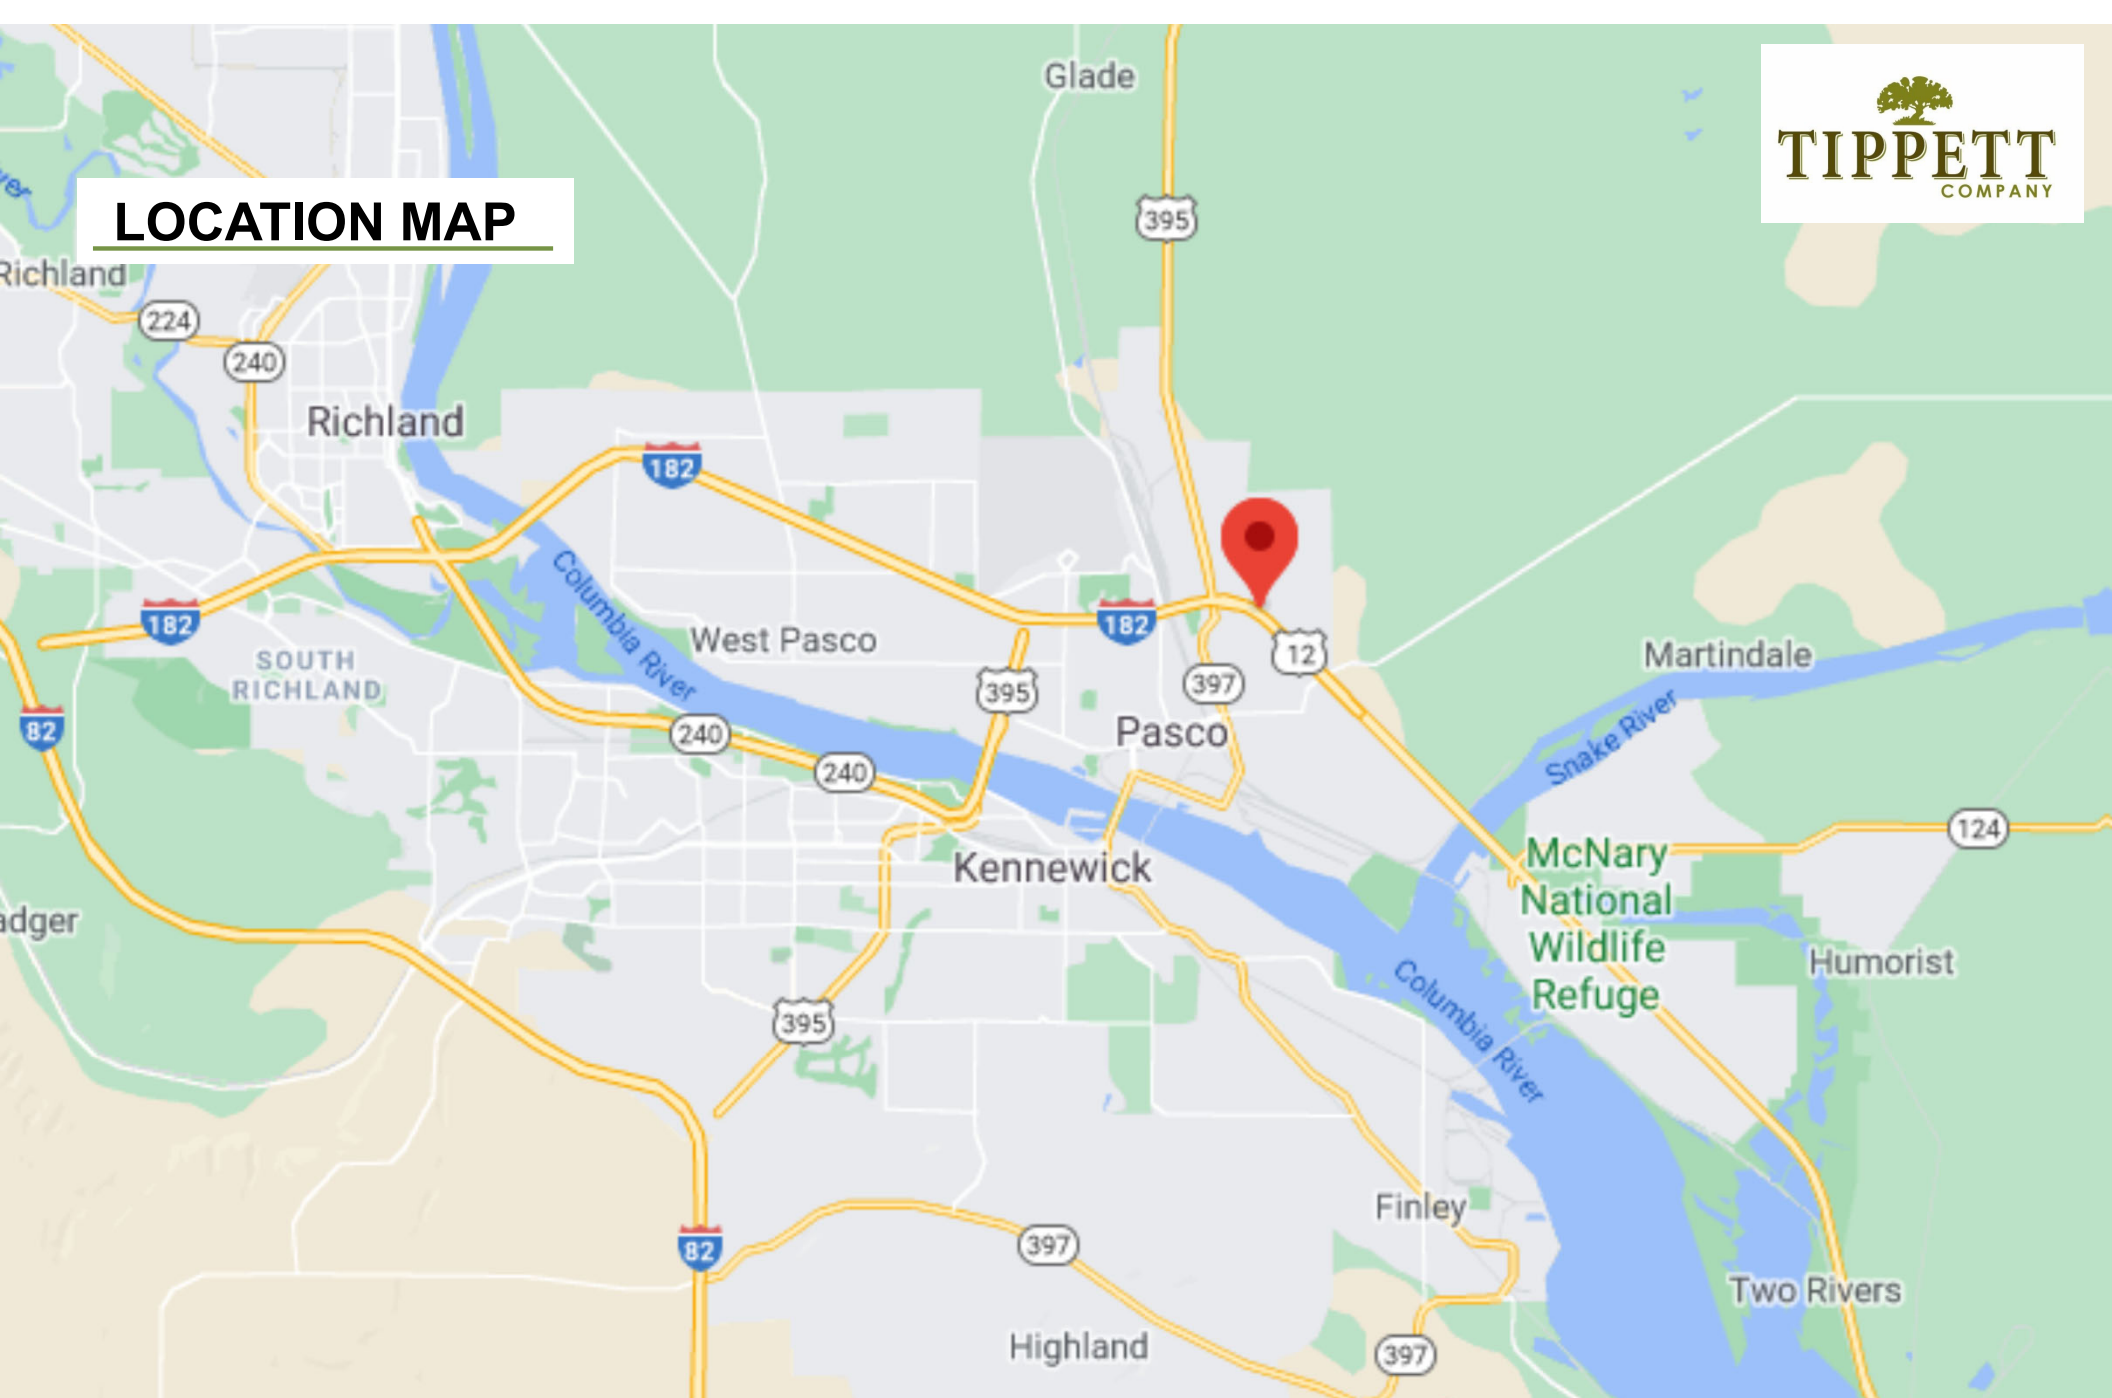 Glade
TIPPETT
COMPANY
ver
LOCATION MAP
395
Richland
224
240
Richland
182
Columbia River
182
182
West Pasco
12
Martindale
SOUTH
RICHLAND
395
397
82
Pasco
Snake River
240
240
124
Kennewick
McNary
National
Wildlife
Refuge
adger
Humorist
395
Columbia River
Finley
82
397
Two Rivers
Highland
397